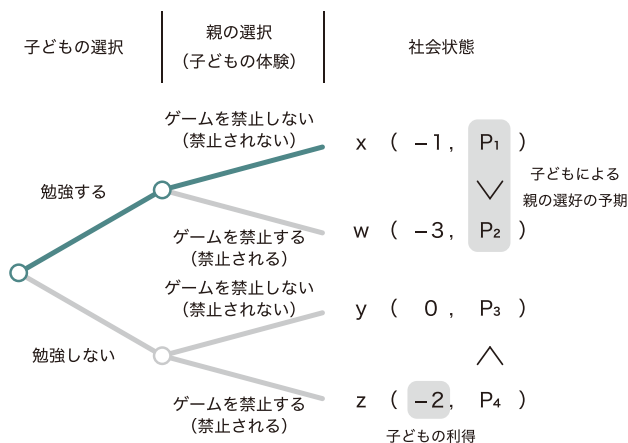 子どもの選択
親の選択
（子どもの体験）
社会状態
ゲームを禁止しない
（禁止されない）
x ( −1, P₁ )
勉強する
子どもによる
親の選好の予期
ゲームを禁止する
（禁止される）
w ( −3, P₂ )
ゲームを禁止しない
（禁止されない）
y ( 0, P₃ )
勉強しない
ゲームを禁止する
（禁止される）
z ( −2, P₄ )
子どもの利得